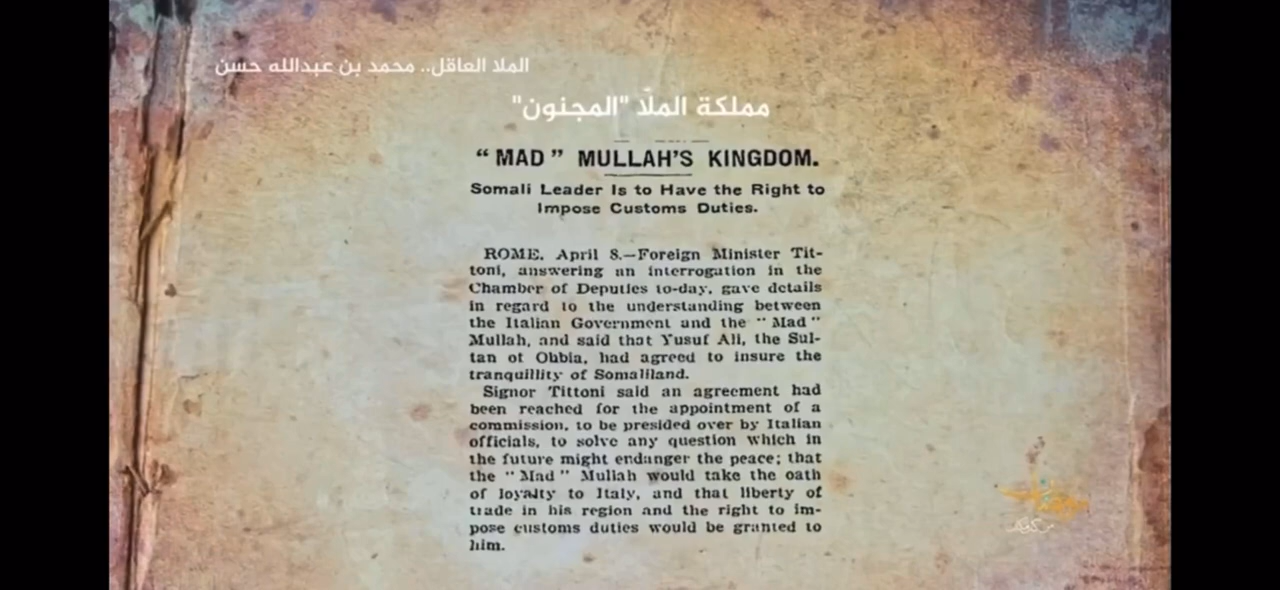 الملا العاقل.. محمد بن عبدالله حسن
مملكة الملّا "المجنون"
“MAD” MULLAH'S KINGDOM.
Somali Leader Is to Have the Right to
Impose Customs Duties.
ROME, April 8.—Foreign Minister Tit-
toni, answering an interrogation in the
Chamber of Deputies to-day, gave details
in regard to the understanding between
the Italian Government and the “Mad”
Mullah, and said that Yusuf Ali, the Sul-
tan of Obbia, had agreed to insure the
tranquillity of Somaliland.
Signor Tittoni said an agreement had
been reached for the appointment of a
commission, to be presided over by Italian
officials, to solve any question which in
the future might endanger the peace; that
the “Mad” Mullah would take the oath
of loyalty to Italy, and that liberty of
trade in his region and the right to im-
pose customs duties would be granted to
him.